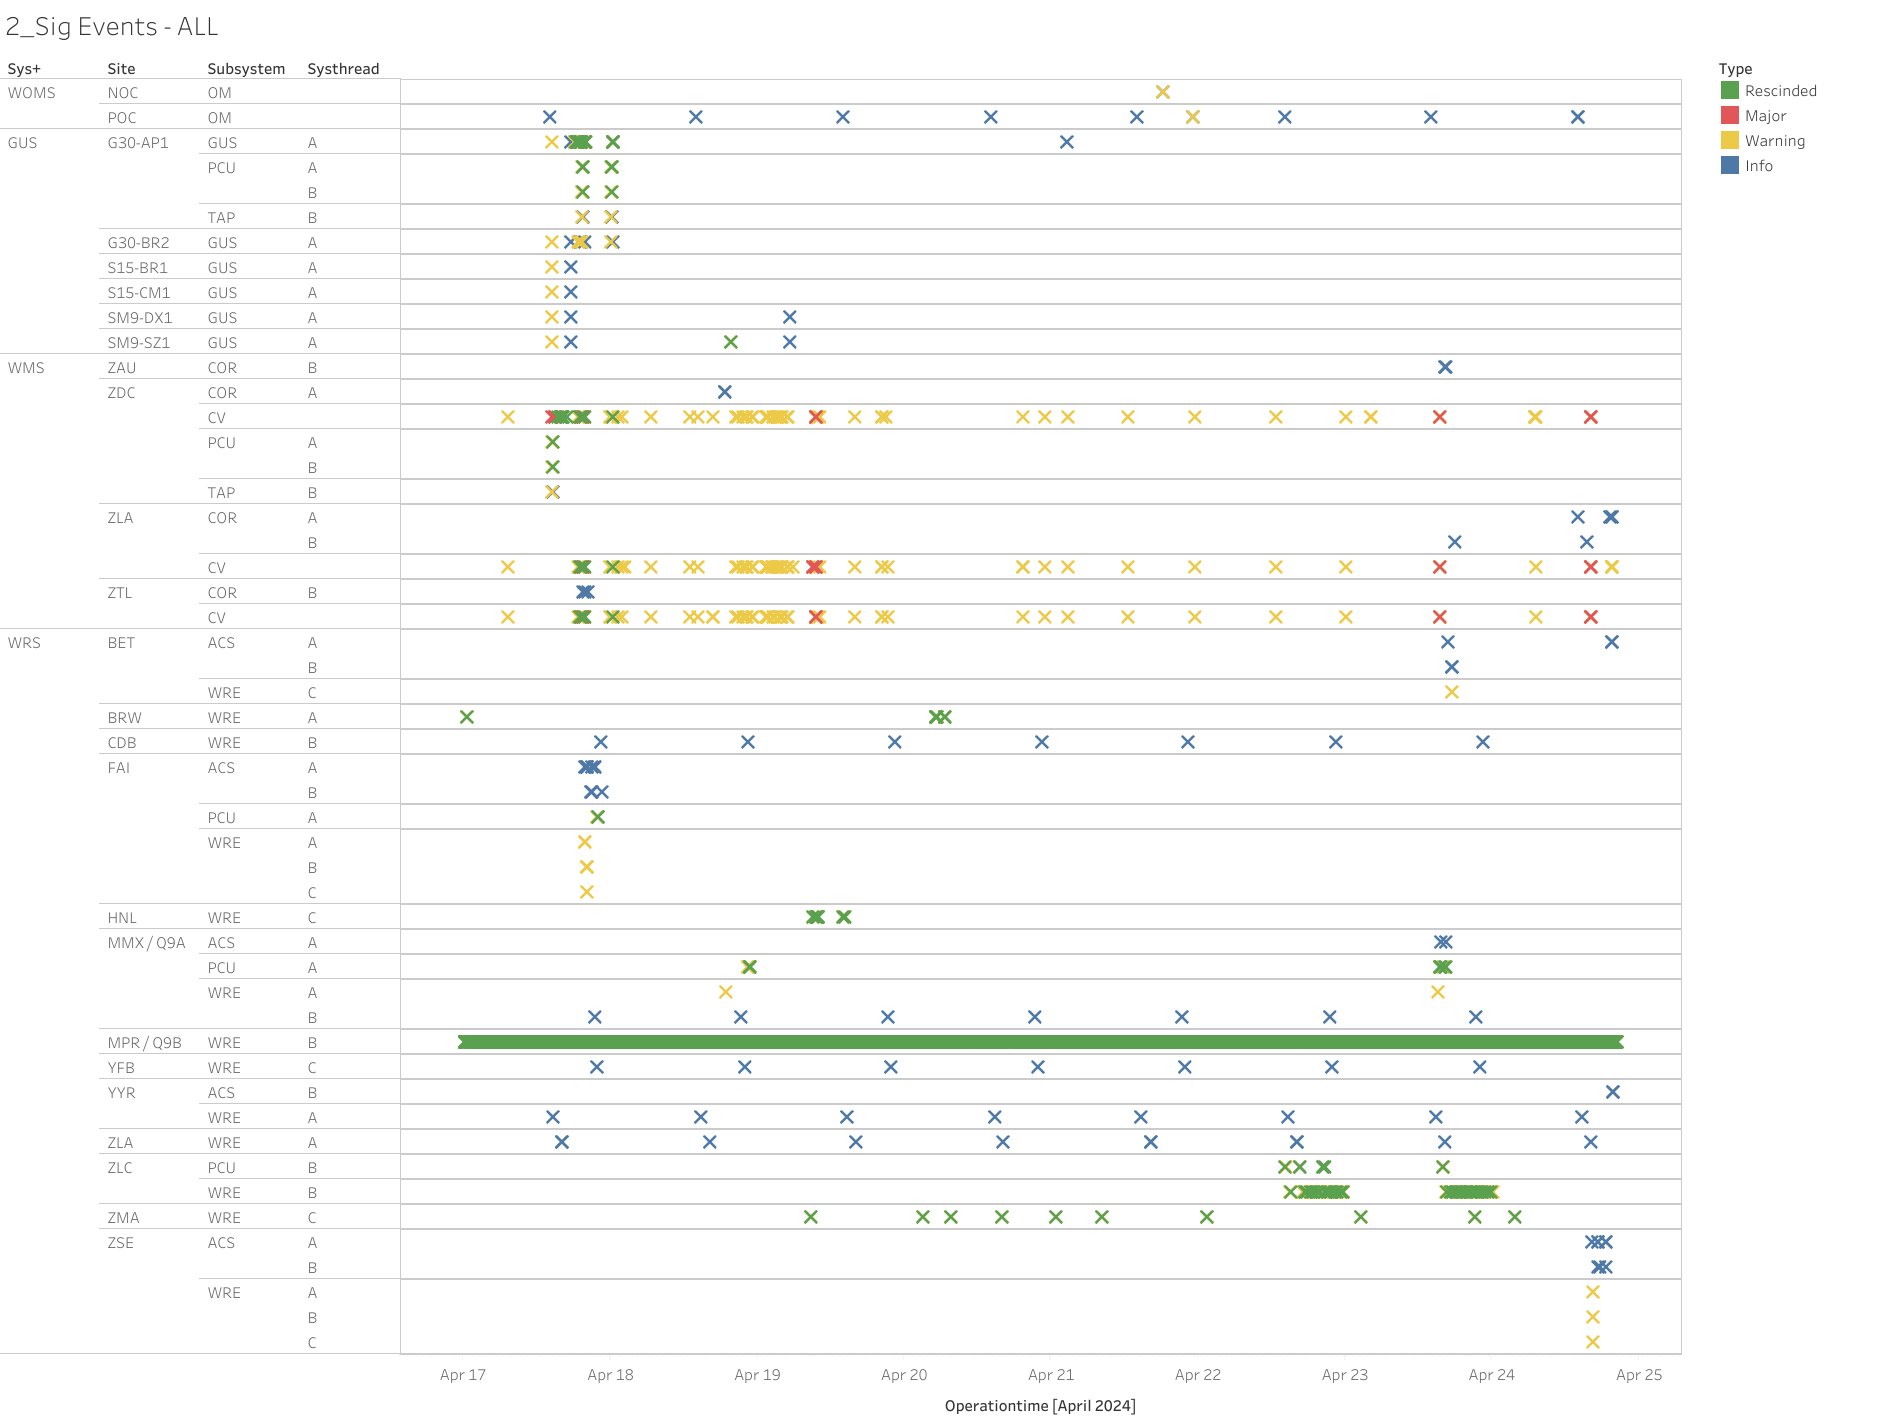 2_Sig Events - ALL
Sys+ Site Subsystem Systhread Type
WOMS NOC OM Rescinded
POC OM Major
GUS G30-AP1 GUS A Warning
PCU A Info
B
TAP B
G30-BR2 GUS A
S15-BR1 GUS A
S15-CM1 GUS A
SM9-DX1 GUS A
SM9-SZ1 GUS A
WMS ZAU COR B
ZDC COR A
CV
PCU A
B
TAP B
ZLA COR A
B
CV
ZTL COR B
CV
WRS BET ACS A
B
WRE C
BRW WRE A
CDB WRE B
FAI ACS A
B
PCU A
WRE A
B
C
HNL WRE C
MMX / Q9A ACS A
PCU A
WRE A
B
MPR / Q9B WRE B
YFB WRE C
YYR ACS B
WRE A
ZLA WRE A
ZLC PCU B
WRE B
ZMA WRE C
ZSE ACS A
B
WRE A
B
C
Apr 17 Apr 18 Apr 19 Apr 20 Apr 21 Apr 22 Apr 23 Apr 24 Apr 25
Operationtime [April 2024]